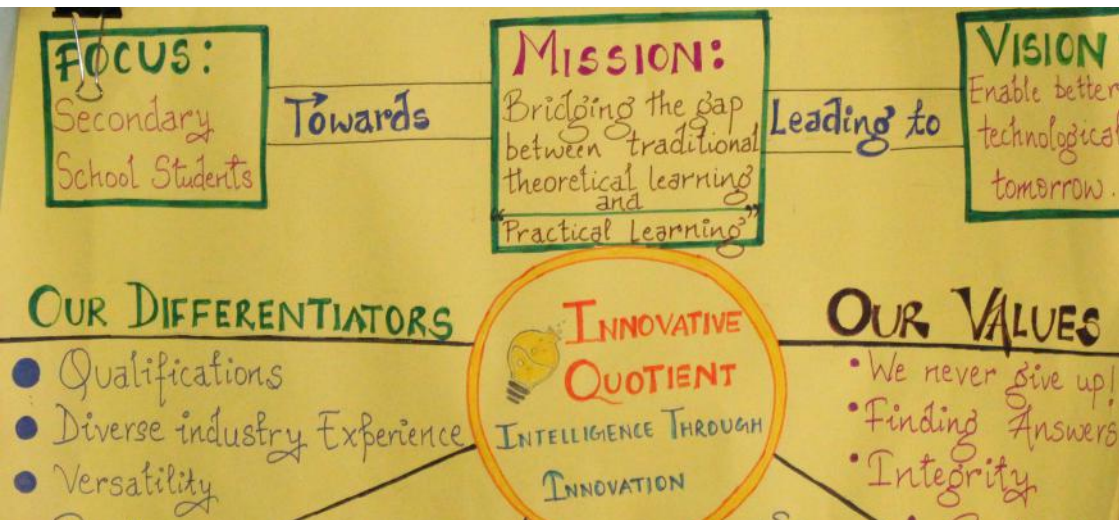 FOCUS:
Secondary
School Students
Towards
MISSION:
Bridging the gap
between traditional
theoretical learning
and
"Practical Learning"
Leading to
VISION
Enable better
technological
tomorrow.
OUR DIFFERENTIATORS
Qualifications
Diverse industry Experience
Versatility
INNOVATIVE
QUOTIENT
INTELLIGENCE THROUGH
INNOVATION
OUR VALUES
We never give up!
Finding Answers
Integrity